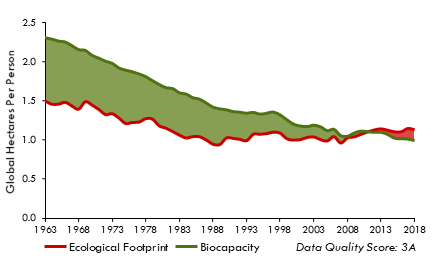 Global Hectares Per Person
2.5
2.0
1.5
1.0
0.5
0.0
1963 1968 1973 1978 1983 1988 1993 1998 2003 2008 2013 2018
Ecological Footprint Biocapacity Data Quality Score: 3A